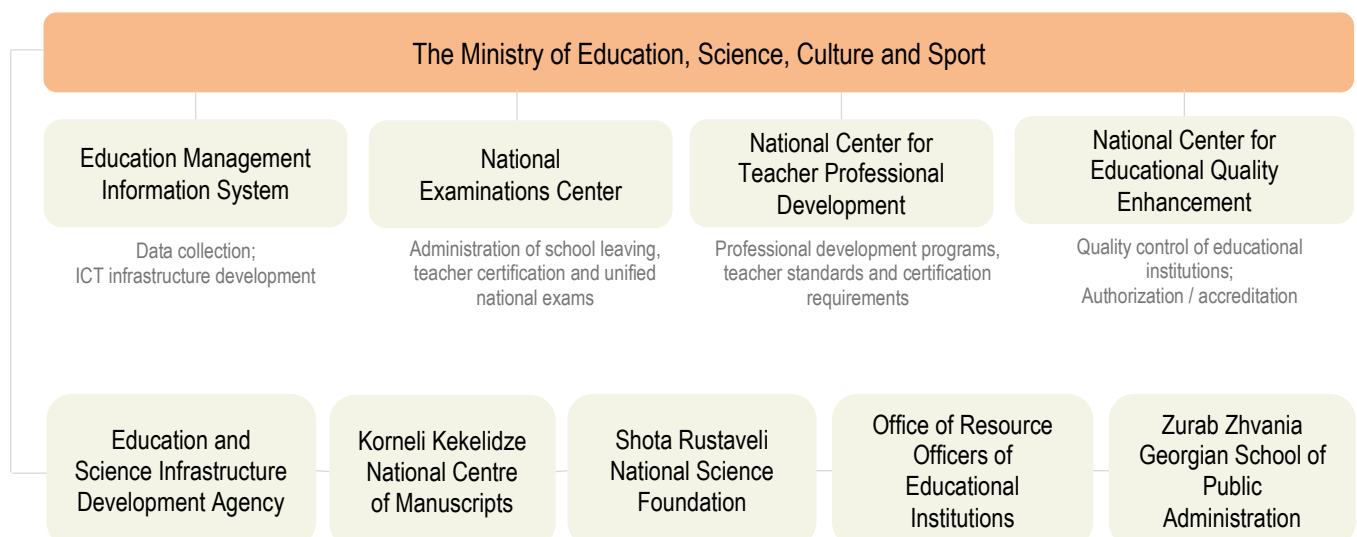 The Ministry of Education, Science, Culture and Sport
Education Management
Information System
National
Examinations Center
National Center for
Teacher Professional
Development
National Center for
Educational Quality
Enhancement
Data collection;
ICT infrastructure development
Administration of school leaving,
teacher certification and unified
national exams
Professional development programs,
teacher standards and certification
requirements
Quality control of educational
institutions;
Authorization / accreditation
Education and
Science Infrastructure
Development Agency
Korneli Kekelidze
National Centre
of Manuscripts
Shota Rustaveli
National Science
Foundation
Office of Resource
Officers of
Educational
Institutions
Zurab Zhvania
Georgian School of
Public
Administration